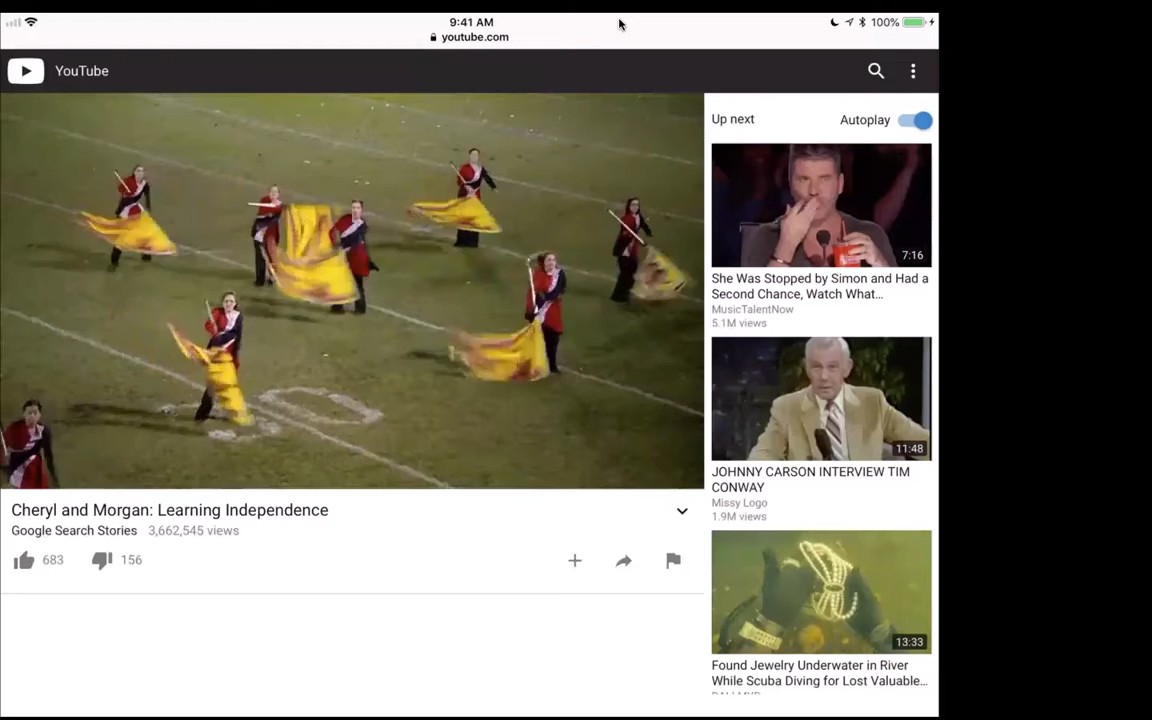 9:41 AM
100%
youtube.com
YouTube
Up next
Autoplay
7:16
She Was Stopped by Simon and Had a
Second Chance, Watch What...
MusicTalentNow
5.1M views
11:48
JOHNNY CARSON INTERVIEW TIM
CONWAY
Missy Logo
1.9M views
13:33
Found Jewelry Underwater in River
While Scuba Diving for Lost Valuable...
Cheryl and Morgan: Learning Independence
Google Search Stories 3,662,545 views
683 156